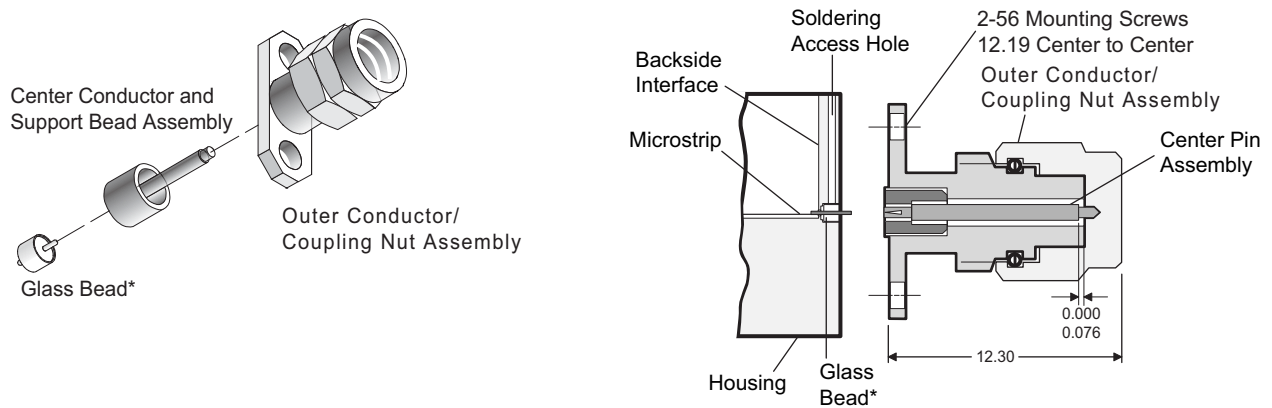 Center Conductor and
Support Bead Assembly
Outer Conductor/
Coupling Nut Assembly
Glass Bead*
Soldering
Access Hole
2-56 Mounting Screws
12.19 Center to Center
Backside
Interface
Outer Conductor/
Coupling Nut Assembly
Microstrip
Center Pin
Assembly
0.000
0.076
12.30
Housing
Glass
Bead*